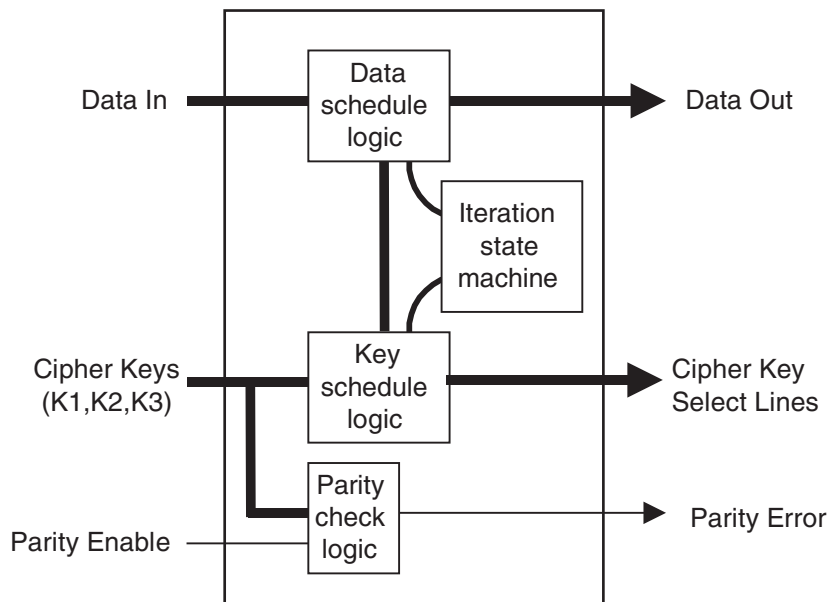 Data In
Data
schedule
logic
Data Out
Iteration
state
machine
Cipher Keys
(K1,K2,K3)
Key
schedule
logic
Cipher Key
Select Lines
Parity
check
logic
Parity Enable
Parity Error